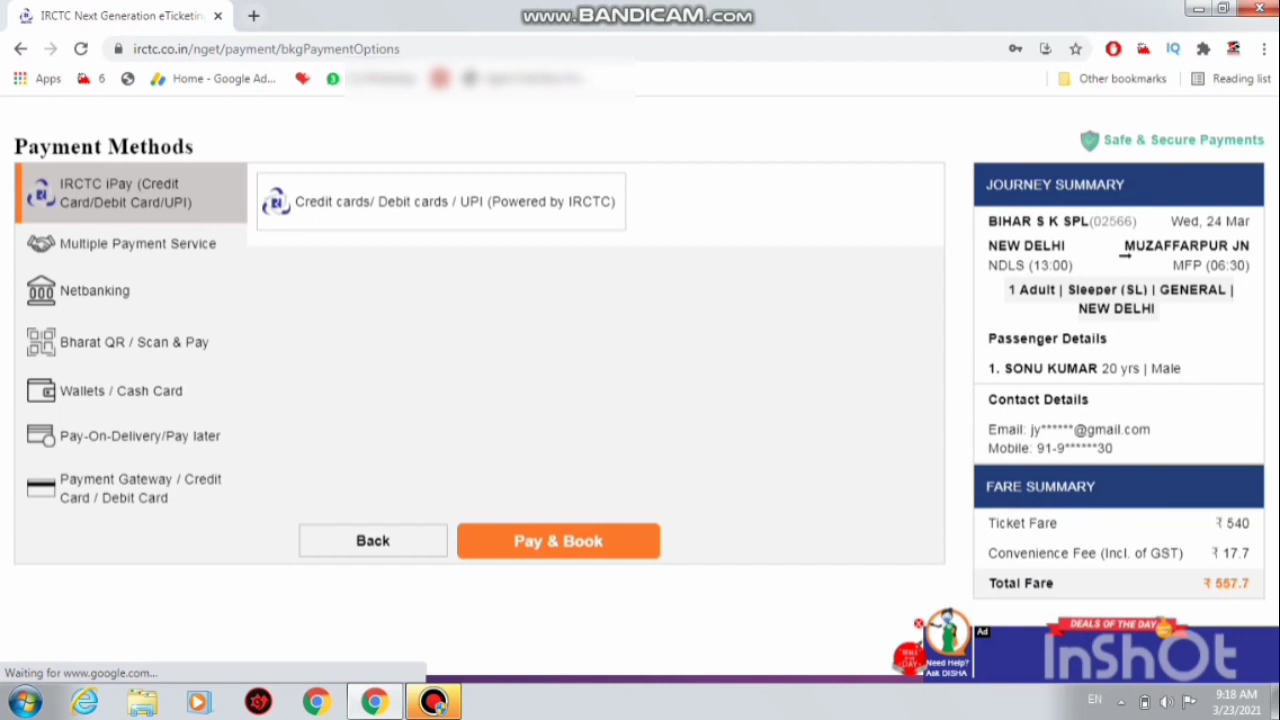 IRCTC Next Generation eTicketing
www.BANDICAM.com
irctc.co.in/nget/payment/bkgPaymentOptions
IQ
Apps
6
Home - Google Ad...
3
Other bookmarks
Reading list
Payment Methods
Safe & Secure Payments
IRCTC iPay (Credit
Card/Debit Card/UPI)
Credit cards/ Debit cards / UPI (Powered by IRCTC)
Multiple Payment Service
Netbanking
Bharat QR / Scan & Pay
Wallets / Cash Card
Pay-On-Delivery/Pay later
Payment Gateway / Credit
Card / Debit Card
Back
Pay & Book
JOURNEY SUMMARY
BIHAR S K SPL(02566) Wed, 24 Mar
NEW DELHI → MUZAFFARPUR JN
NDLS (13:00) MFP (06:30)
1 Adult | Sleeper (SL) | GENERAL |
NEW DELHI
Passenger Details
1. SONU KUMAR 20 yrs | Male
Contact Details
Email: jy******@gmail.com
Mobile: 91-9******30
FARE SUMMARY
Ticket Fare ₹ 540
Convenience Fee (Incl. of GST) ₹ 17.7
Total Fare ₹ 557.7
DEALS OF THE DAY
Ad
Need Help?
Ask DISHA
InShOt
Waiting for www.google.com...
EN
9:18 AM
3/23/2021